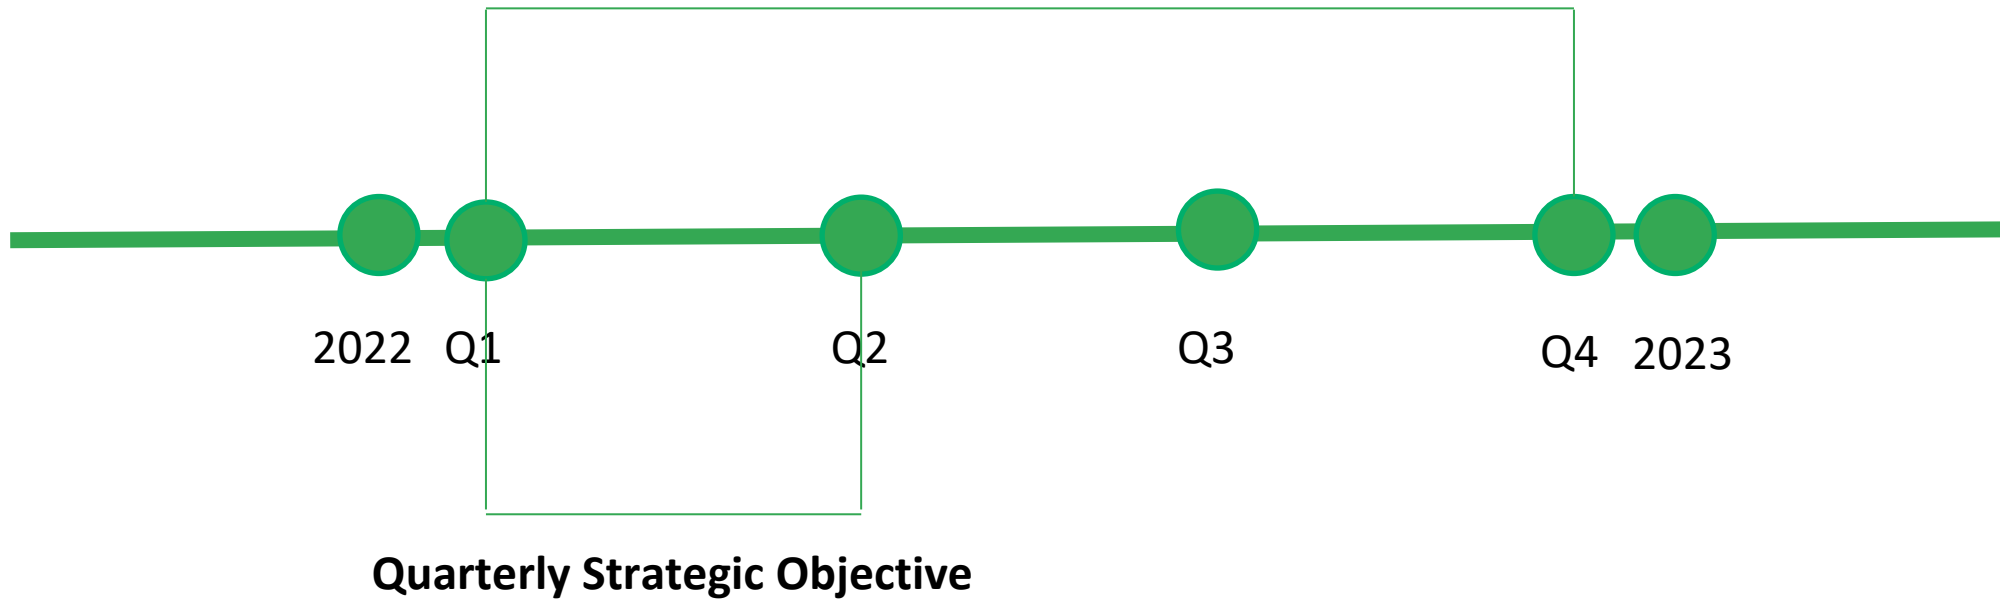 2022 Q1 Q2 Q3 Q4 2023
Quarterly Strategic Objective